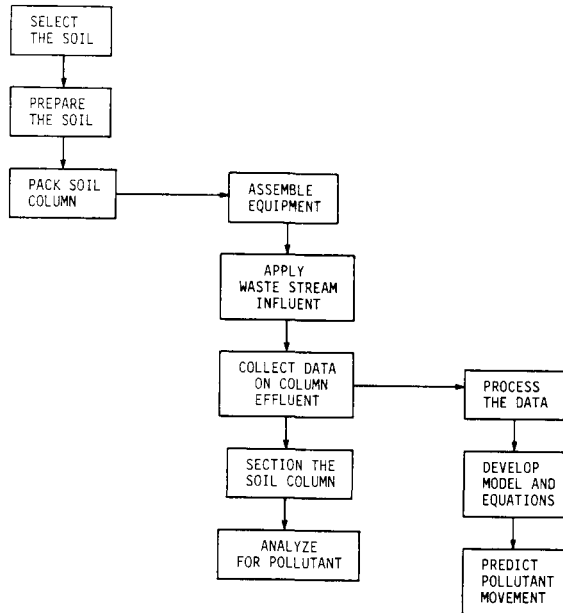 SELECT
THE SOIL
PREPARE
THE SOIL
PACK SOIL
COLUMN
ASSEMBLE
EQUIPMENT
APPLY
WASTE STREAM
INFLUENT
COLLECT DATA
ON COLUMN
EFFLUENT
SECTION THE
SOIL COLUMN
ANALYZE
FOR POLLUTANT
PROCESS
THE DATA
DEVELOP
MODEL AND
EQUATIONS
PREDICT
POLLUTANT
MOVEMENT